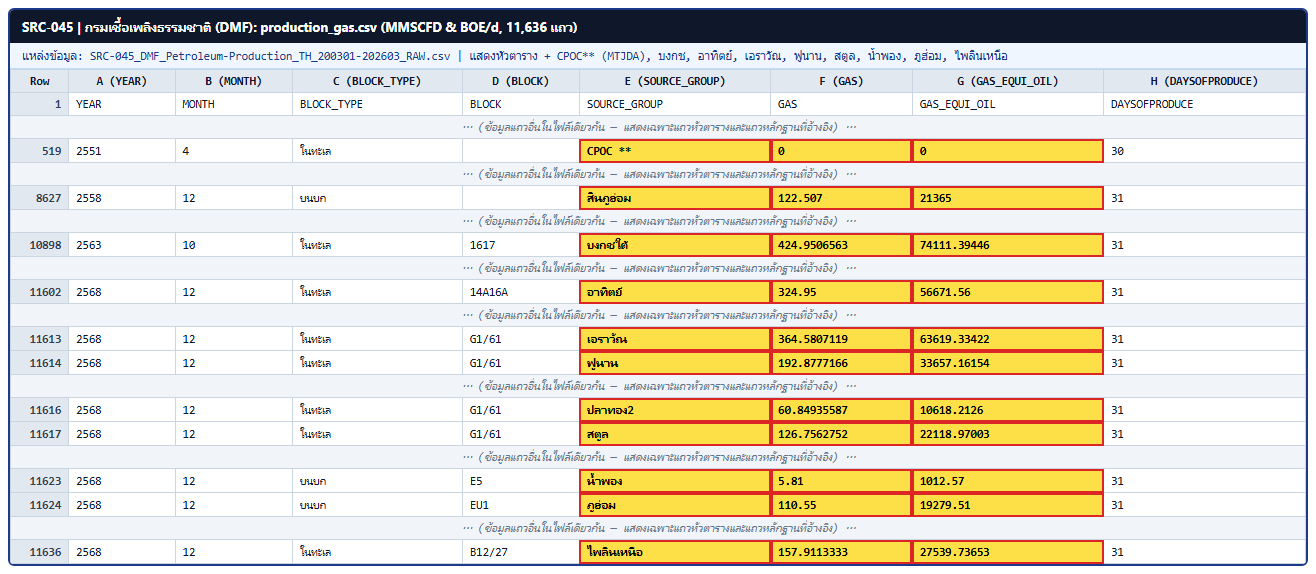 SRC-045 | กรมเชื้อเพลิงธรรมชาติ (DMF): production_gas.csv (MMSCFD & BOE/d, 11,636 แถว)
แหล่งข้อมูล: SRC-045_DMF_Petroleum-Production_TH_200301-202603_RAW.csv | แสดงหัวตาราง + CPOC** (MTJDA), บงกช, อาทิตย์, เอราวัณ, ฟูนาน, สตูล, น้ำพอง, ภูฮ่อม, ไพลินเหนือ
Row A (YEAR) B (MONTH) C (BLOCK_TYPE) D (BLOCK) E (SOURCE_GROUP) F (GAS) G (GAS_EQUI_OIL) H (DAYSOFPRODUCE)
1 YEAR MONTH BLOCK_TYPE BLOCK SOURCE_GROUP GAS GAS_EQUI_OIL DAYSOFPRODUCE
··· (ข้อมูลแถวอื่นในไฟล์เดียวกัน — แสดงเฉพาะแถวหัวตารางและแถวหลักฐานที่อ้างอิง) ···
519 2551 4 ในทะเล CPOC ** 0 0 30
··· (ข้อมูลแถวอื่นในไฟล์เดียวกัน — แสดงเฉพาะแถวหัวตารางและแถวหลักฐานที่อ้างอิง) ···
8627 2558 12 บนบก สินภูฮ่อม 122.507 21365 31
··· (ข้อมูลแถวอื่นในไฟล์เดียวกัน — แสดงเฉพาะแถวหัวตารางและแถวหลักฐานที่อ้างอิง) ···
10898 2563 10 ในทะเล 1617 บงกชใต้ 424.9506563 74111.39446 31
··· (ข้อมูลแถวอื่นในไฟล์เดียวกัน — แสดงเฉพาะแถวหัวตารางและแถวหลักฐานที่อ้างอิง) ···
11602 2568 12 ในทะเล 14A16A อาทิตย์ 324.95 56671.56 31
··· (ข้อมูลแถวอื่นในไฟล์เดียวกัน — แสดงเฉพาะแถวหัวตารางและแถวหลักฐานที่อ้างอิง) ···
11613 2568 12 ในทะเล G1/61 เอราวัณ 364.5807119 63619.33422 31
11614 2568 12 ในทะเล G1/61 ฟูนาน 192.8777166 33657.16154 31
··· (ข้อมูลแถวอื่นในไฟล์เดียวกัน — แสดงเฉพาะแถวหัวตารางและแถวหลักฐานที่อ้างอิง) ···
11616 2568 12 ในทะเล G1/61 ปลาทอง2 60.84935587 10618.2126 31
11617 2568 12 ในทะเล G1/61 สตูล 126.7562752 22118.97003 31
··· (ข้อมูลแถวอื่นในไฟล์เดียวกัน — แสดงเฉพาะแถวหัวตารางและแถวหลักฐานที่อ้างอิง) ···
11623 2568 12 บนบก E5 น้ำพอง 5.81 1012.57 31
11624 2568 12 บนบก EU1 ภูฮ่อม 110.55 19279.51 31
··· (ข้อมูลแถวอื่นในไฟล์เดียวกัน — แสดงเฉพาะแถวหัวตารางและแถวหลักฐานที่อ้างอิง) ···
11636 2568 12 ในทะเล B12/27 ไพลินเหนือ 157.9113333 27539.73653 31